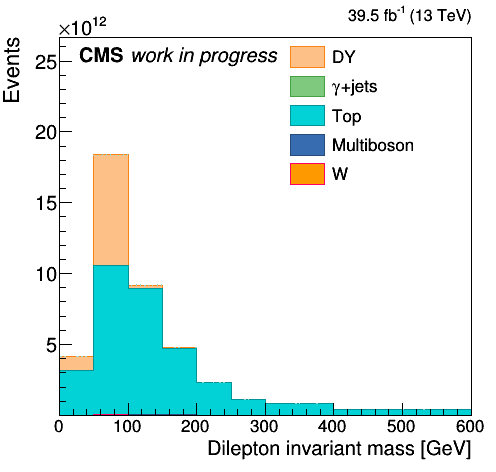 ×10¹²
39.5 fb⁻¹ (13 TeV)
Events
CMS work in progress
DY
γ+jets
Top
Multiboson
W
25
20
15
10
5
0 100 200 300 400 500 600
Dilepton invariant mass [GeV]